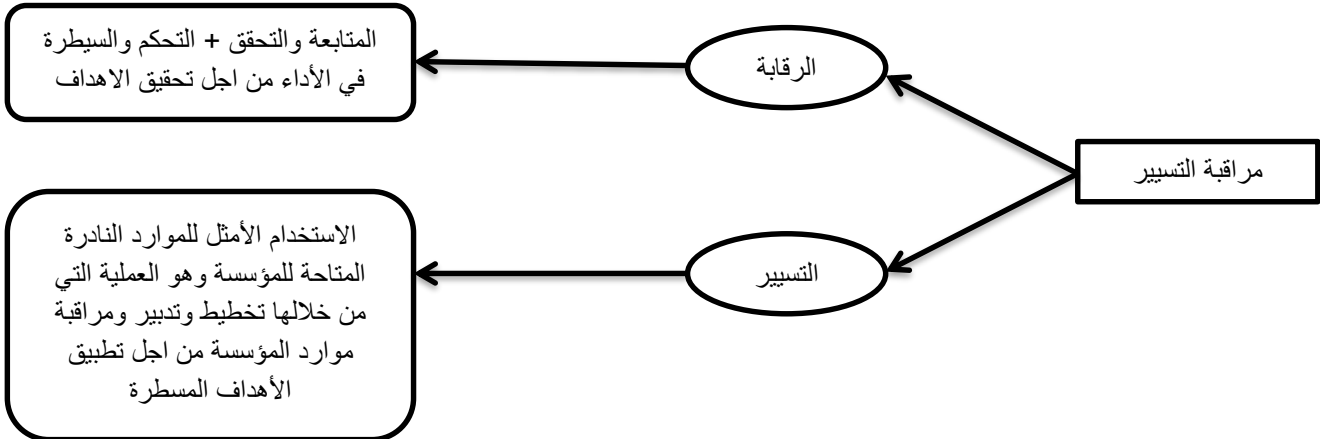 مراقبة التسيير
الرقابة
المتابعة والتحقق + التحكم والسيطرة
في الأداء من اجل تحقيق الاهداف
التسيير
الاستخدام الأمثل للموارد النادرة
المتاحة للمؤسسة وهو العملية التي
من خلالها تخطيط وتدبير ومراقبة
موارد المؤسسة من اجل تطبيق
الأهداف المسطرة